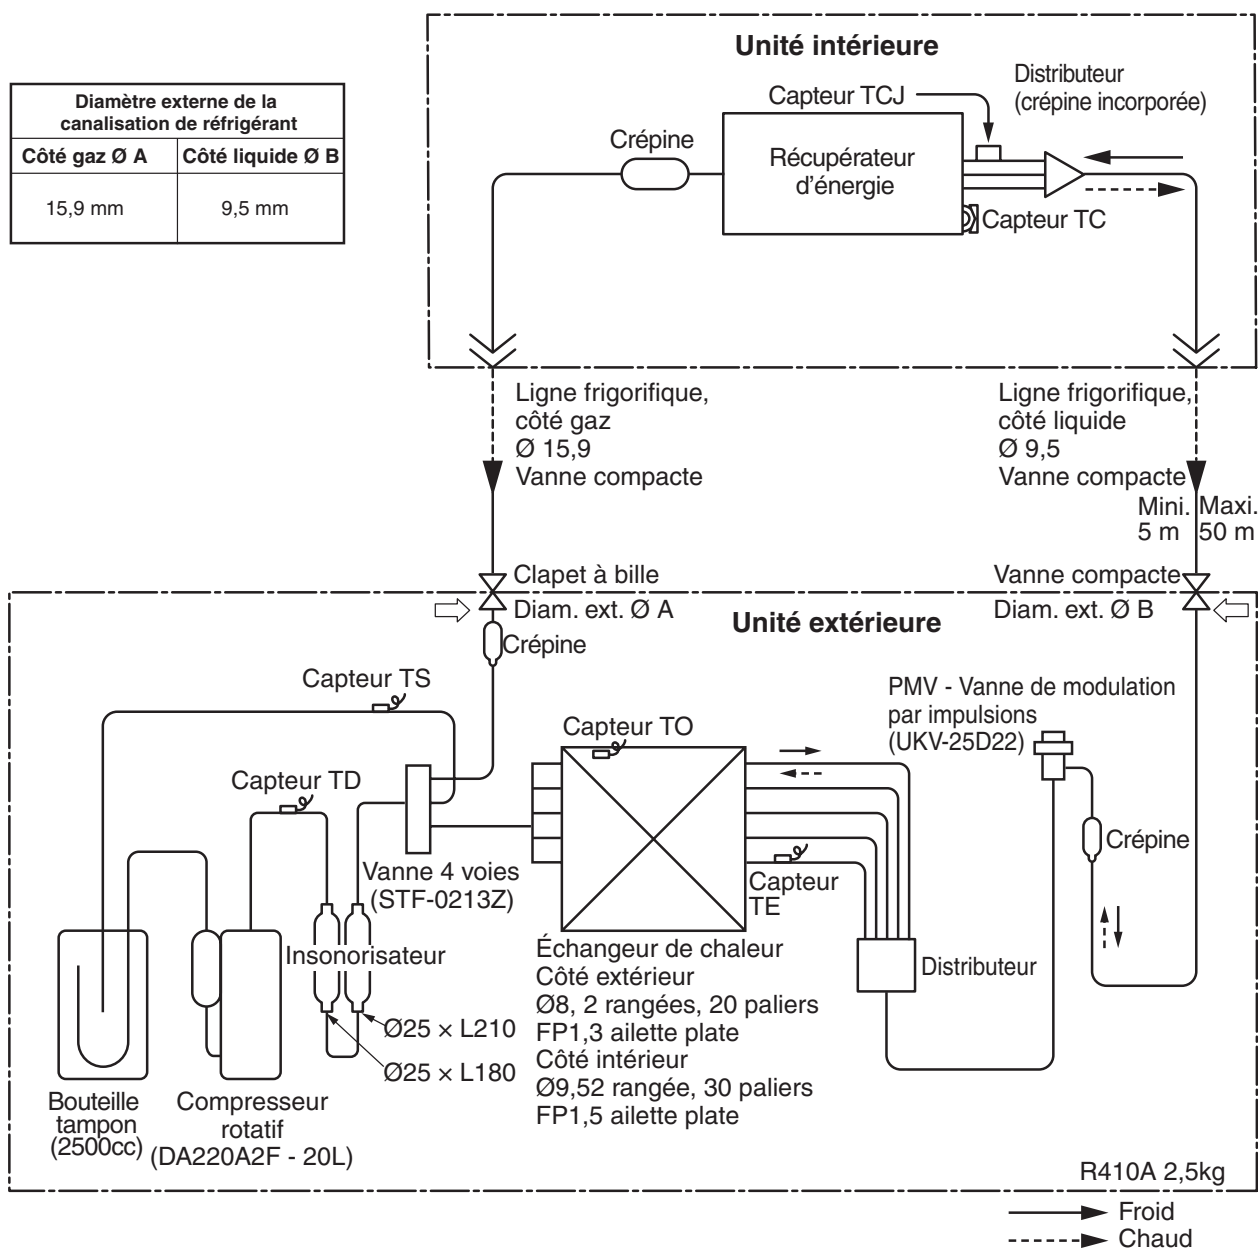 Unité intérieure
Diamètre externe de la
canalisation de réfrigérant
Côté gaz Ø A
Côté liquide Ø B
15,9 mm
9,5 mm
Capteur TCJ
Distributeur
(crépine incorporée)
Crépine
Récupérateur
d'énergie
Capteur TC
Ligne frigorifique,
côté gaz
Ø 15,9
Vanne compacte
Ligne frigorifique,
côté liquide
Ø 9,5
Vanne compacte
Mini.
5 m
Maxi.
50 m
Clapet à bille
Diam. ext. Ø A
Vanne compacte
Diam. ext. Ø B
Unité extérieure
Crépine
Capteur TS
Capteur TD
Capteur TO
PMV - Vanne de modulation
par impulsions
(UKV-25D22)
Vanne 4 voies
(STF-0213Z)
Capteur
TE
Crépine
Insonorisateur
Distributeur
Échangeur de chaleur
Côté extérieur
Ø8, 2 rangées, 20 paliers
FP1,3 ailette plate
Côté intérieur
Ø9,52 rangée, 30 paliers
FP1,5 ailette plate
Ø25 × L210
Ø25 × L180
Bouteille
tampon
(2500cc)
Compresseur
rotatif
(DA220A2F - 20L)
R410A 2,5kg
Froid
Chaud